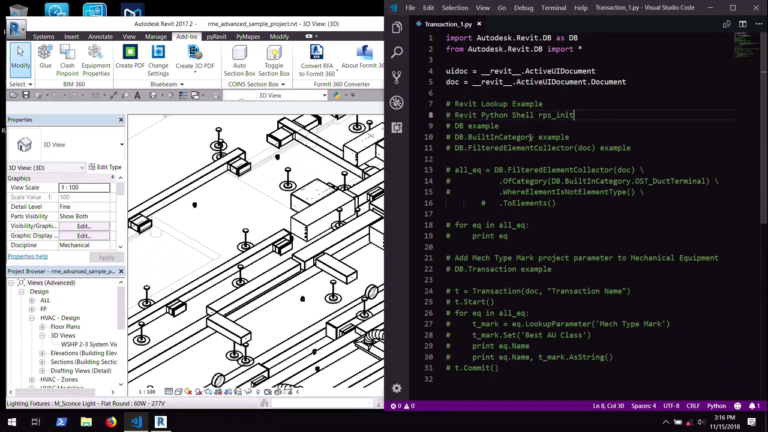 Autodesk Revit 2017.2 - rme_advanced_sample_project.rvt - 3D View: {3D}
Systems Insert Annotate View Manage Add-Ins pyRevit PyMapes Modify
Modify Glue Clash Pinpoint Equipment Properties Create PDF Change Settings Create 3D PDF Auto Section Box Toggle Section Box Convert RFA to FormIt 360 About FormIt
Select BIM 360 Bluebeam COINS Section Box FormIt 360 Converter
3D View
Properties
3D View
3D View: {3D} Edit Type
Graphics
View Scale 1 : 100
Scale Value 1: 100
Detail Level Fine
Parts Visibility Show Both
Visibility/Graphi... Edit...
Graphic Display ... Edit...
Discipline Mechanical
Properties help Apply
Project Browser - rme_advanced_sample_p...
Views (Advanced)
Design
ALL
FP
HVAC - Design
Floor Plans
3D Views
WSHP 2-3 System Vie
Elevations (Building Elev
Sections (Building Sectic
Drafting Views (Detail)
HVAC - Zones
1 : 100
Lighting Fixtures : M_Sconce Light - Flat Round : 60W - 277V
File Edit Selection View Go Debug Terminal Help Transaction_1.py - Visual Studio Code
Transaction_1.py
1 import Autodesk.Revit.DB as DB
2 from Autodesk.Revit.DB import *
3
4 uidoc = __revit__.ActiveUIDocument
5 doc = __revit__.ActiveUIDocument.Document
6
7 # Revit Lookup Example
8 # Revit Python Shell rps_init
9 # DB example
10 # DB.BuiltInCategory example
11 # DB.FilteredElementCollector(doc) example
12
13 # all_eq = DB.FilteredElementCollector(doc) \
14 # .OfCategory(DB.BuiltInCategory.OST_DuctTerminal) \
15 # .WhereElementIsNotElementType() \
16 # .ToElements()
17
18 # for eq in all_eq:
19 # print eq
20
21 # Add Mech Type Mark project parameter to Mechanical Equipment
22 # DB.Transaction example
23
24 # t = Transaction(doc, "Transaction Name")
25 # t.Start()
26 # for eq in all_eq:
27 # t_mark = eq.LookupParameter('Mech Type Mark')
28 # t_mark.Set('Best AU Class')
29 # print eq.Name
30 # print eq.Name, t_mark.AsString()
31 # t.Commit()
32
0 0 Ln 8, Col 30 Spaces: 4 UTF-8 CRLF Python 1
3:16 PM
11/15/2018